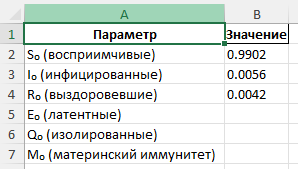 A B
1 Параметр Значение
2 S₀ (восприимчивые) 0.9902
3 I₀ (инфицированные) 0.0056
4 R₀ (выздоровевшие) 0.0042
5 E₀ (латентные)
6 Q₀ (изолированные)
7 M₀ (материнский иммунитет)